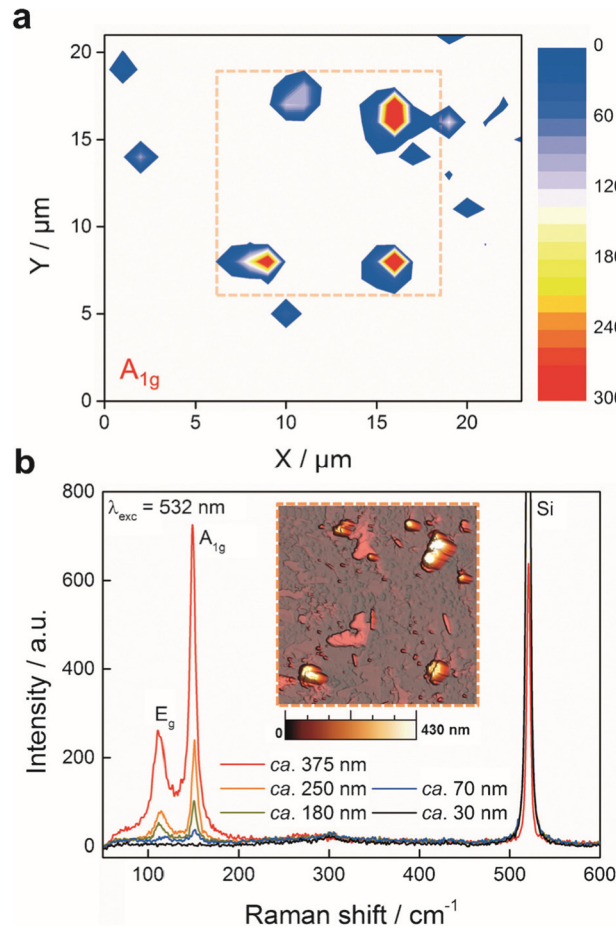 a
20
15
10
5
0
Y / µm
0
5
10
15
20
X / µm
A1g
0
60
120
180
240
300
b
800
600
400
200
0
Intensity / a.u.
λexc = 532 nm
A1g
Eg
Si
0
430 nm
ca. 375 nm
ca. 250 nm
ca. 70 nm
ca. 180 nm
ca. 30 nm
100
200
300
400
500
600
Raman shift / cm-1